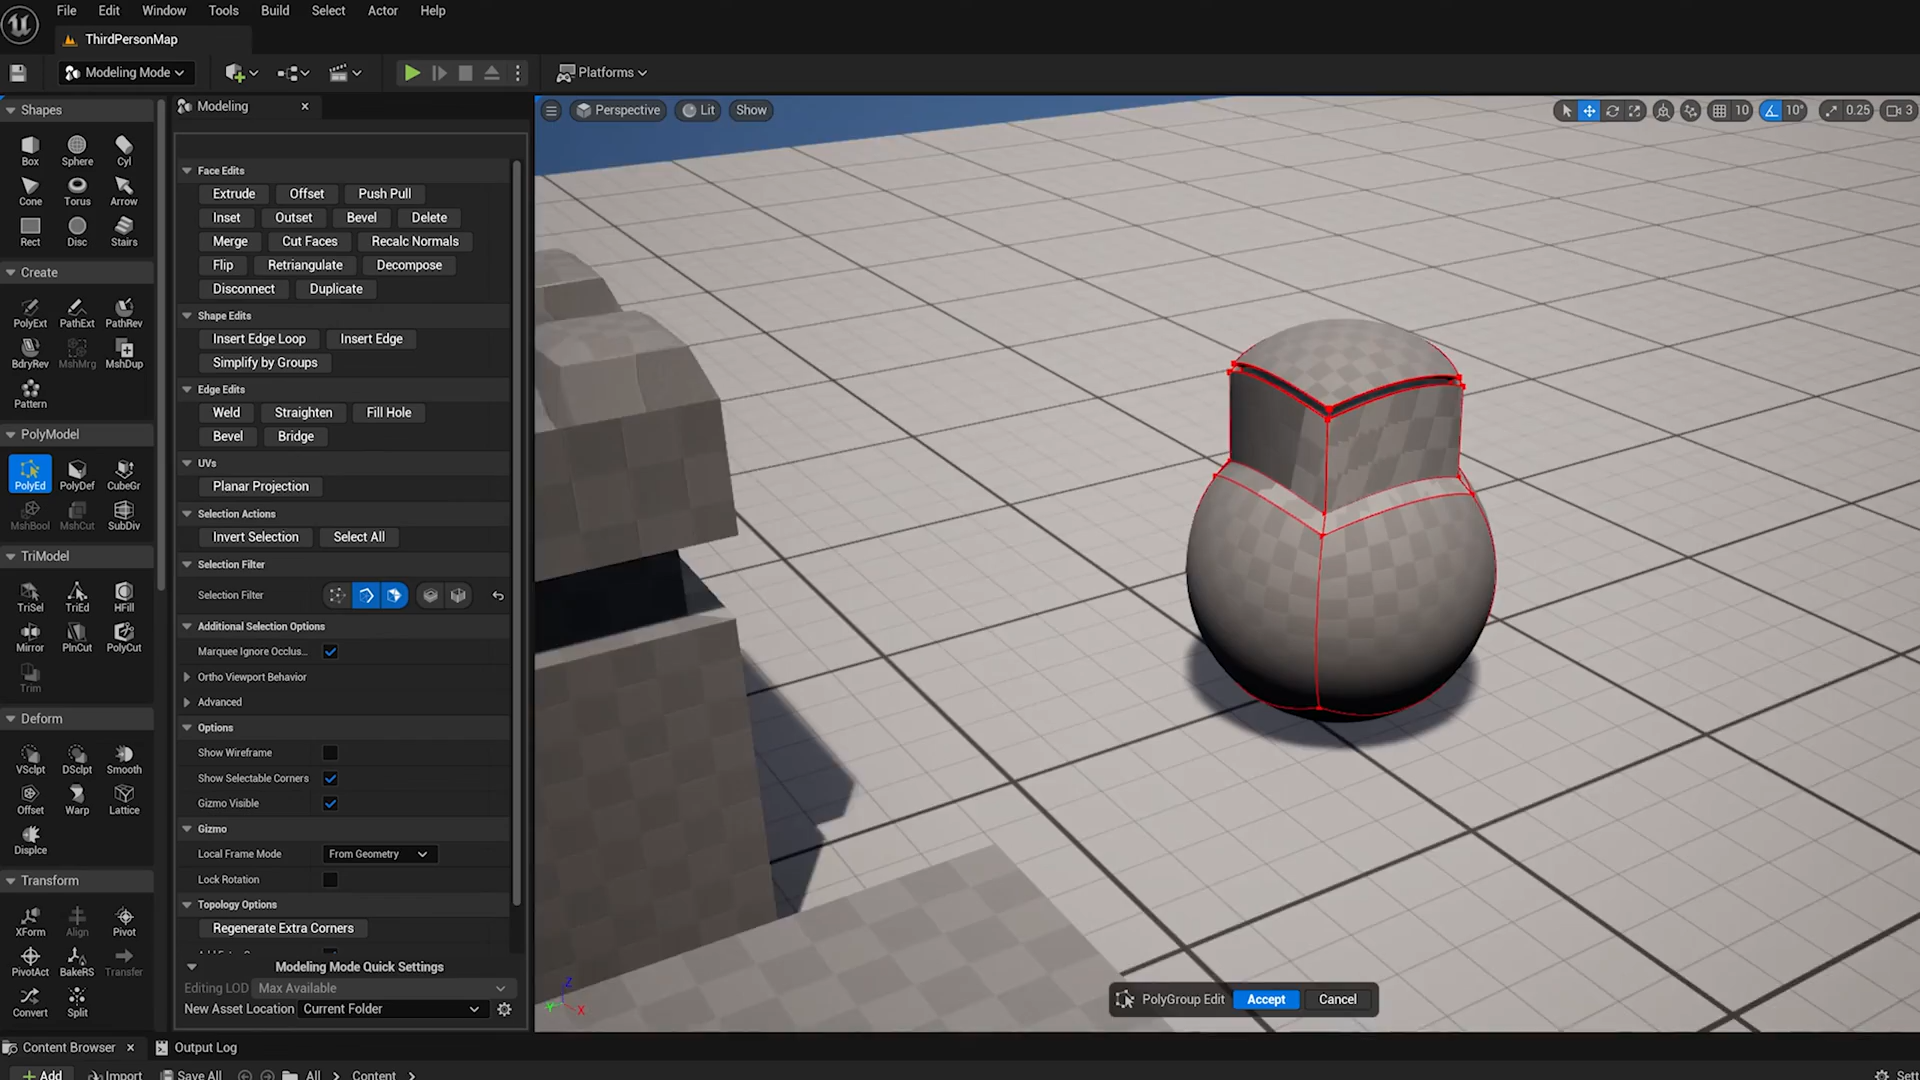 File Edit Window Tools Build Select Actor Help
ThirdPersonMap
Modeling Mode Platforms
Shapes
Box Sphere Cyl
Cone Torus Arrow
Rect Disc Stairs
Create
PolyExt PathExt PathRev
BdryRev MshMrg MshDup
Pattern
PolyModel
PolyEd PolyDef CubeGr
MshBool MshCut SubDiv
TriModel
TriSel TriEd HFill
Mirror PlnCut PolyCut
Trim
Deform
VSclpt DSclpt Smooth
Offset Warp Lattice
Displce
Transform
XForm Align Pivot
PivotAct BakeRS Transfer
Convert Split
Modeling
Face Edits
Extrude Offset Push Pull
Inset Outset Bevel Delete
Merge Cut Faces Recalc Normals
Flip Retriangulate Decompose
Disconnect Duplicate
Shape Edits
Insert Edge Loop Insert Edge
Simplify by Groups
Edge Edits
Weld Straighten Fill Hole
Bevel Bridge
UVs
Planar Projection
Selection Actions
Invert Selection Select All
Selection Filter
Selection Filter
Additional Selection Options
Marquee Ignore Occlus...
Ortho Viewport Behavior
Advanced
Options
Show Wireframe
Show Selectable Corners
Gizmo Visible
Gizmo
Local Frame Mode From Geometry
Lock Rotation
Topology Options
Regenerate Extra Corners
Modeling Mode Quick Settings
Editing LOD Max Available
New Asset Location Current Folder
Perspective Lit Show
10 10° 0.25 3
Z
Y X
PolyGroup Edit Accept Cancel
Content Browser Output Log
Add Import Save All All Content Sett